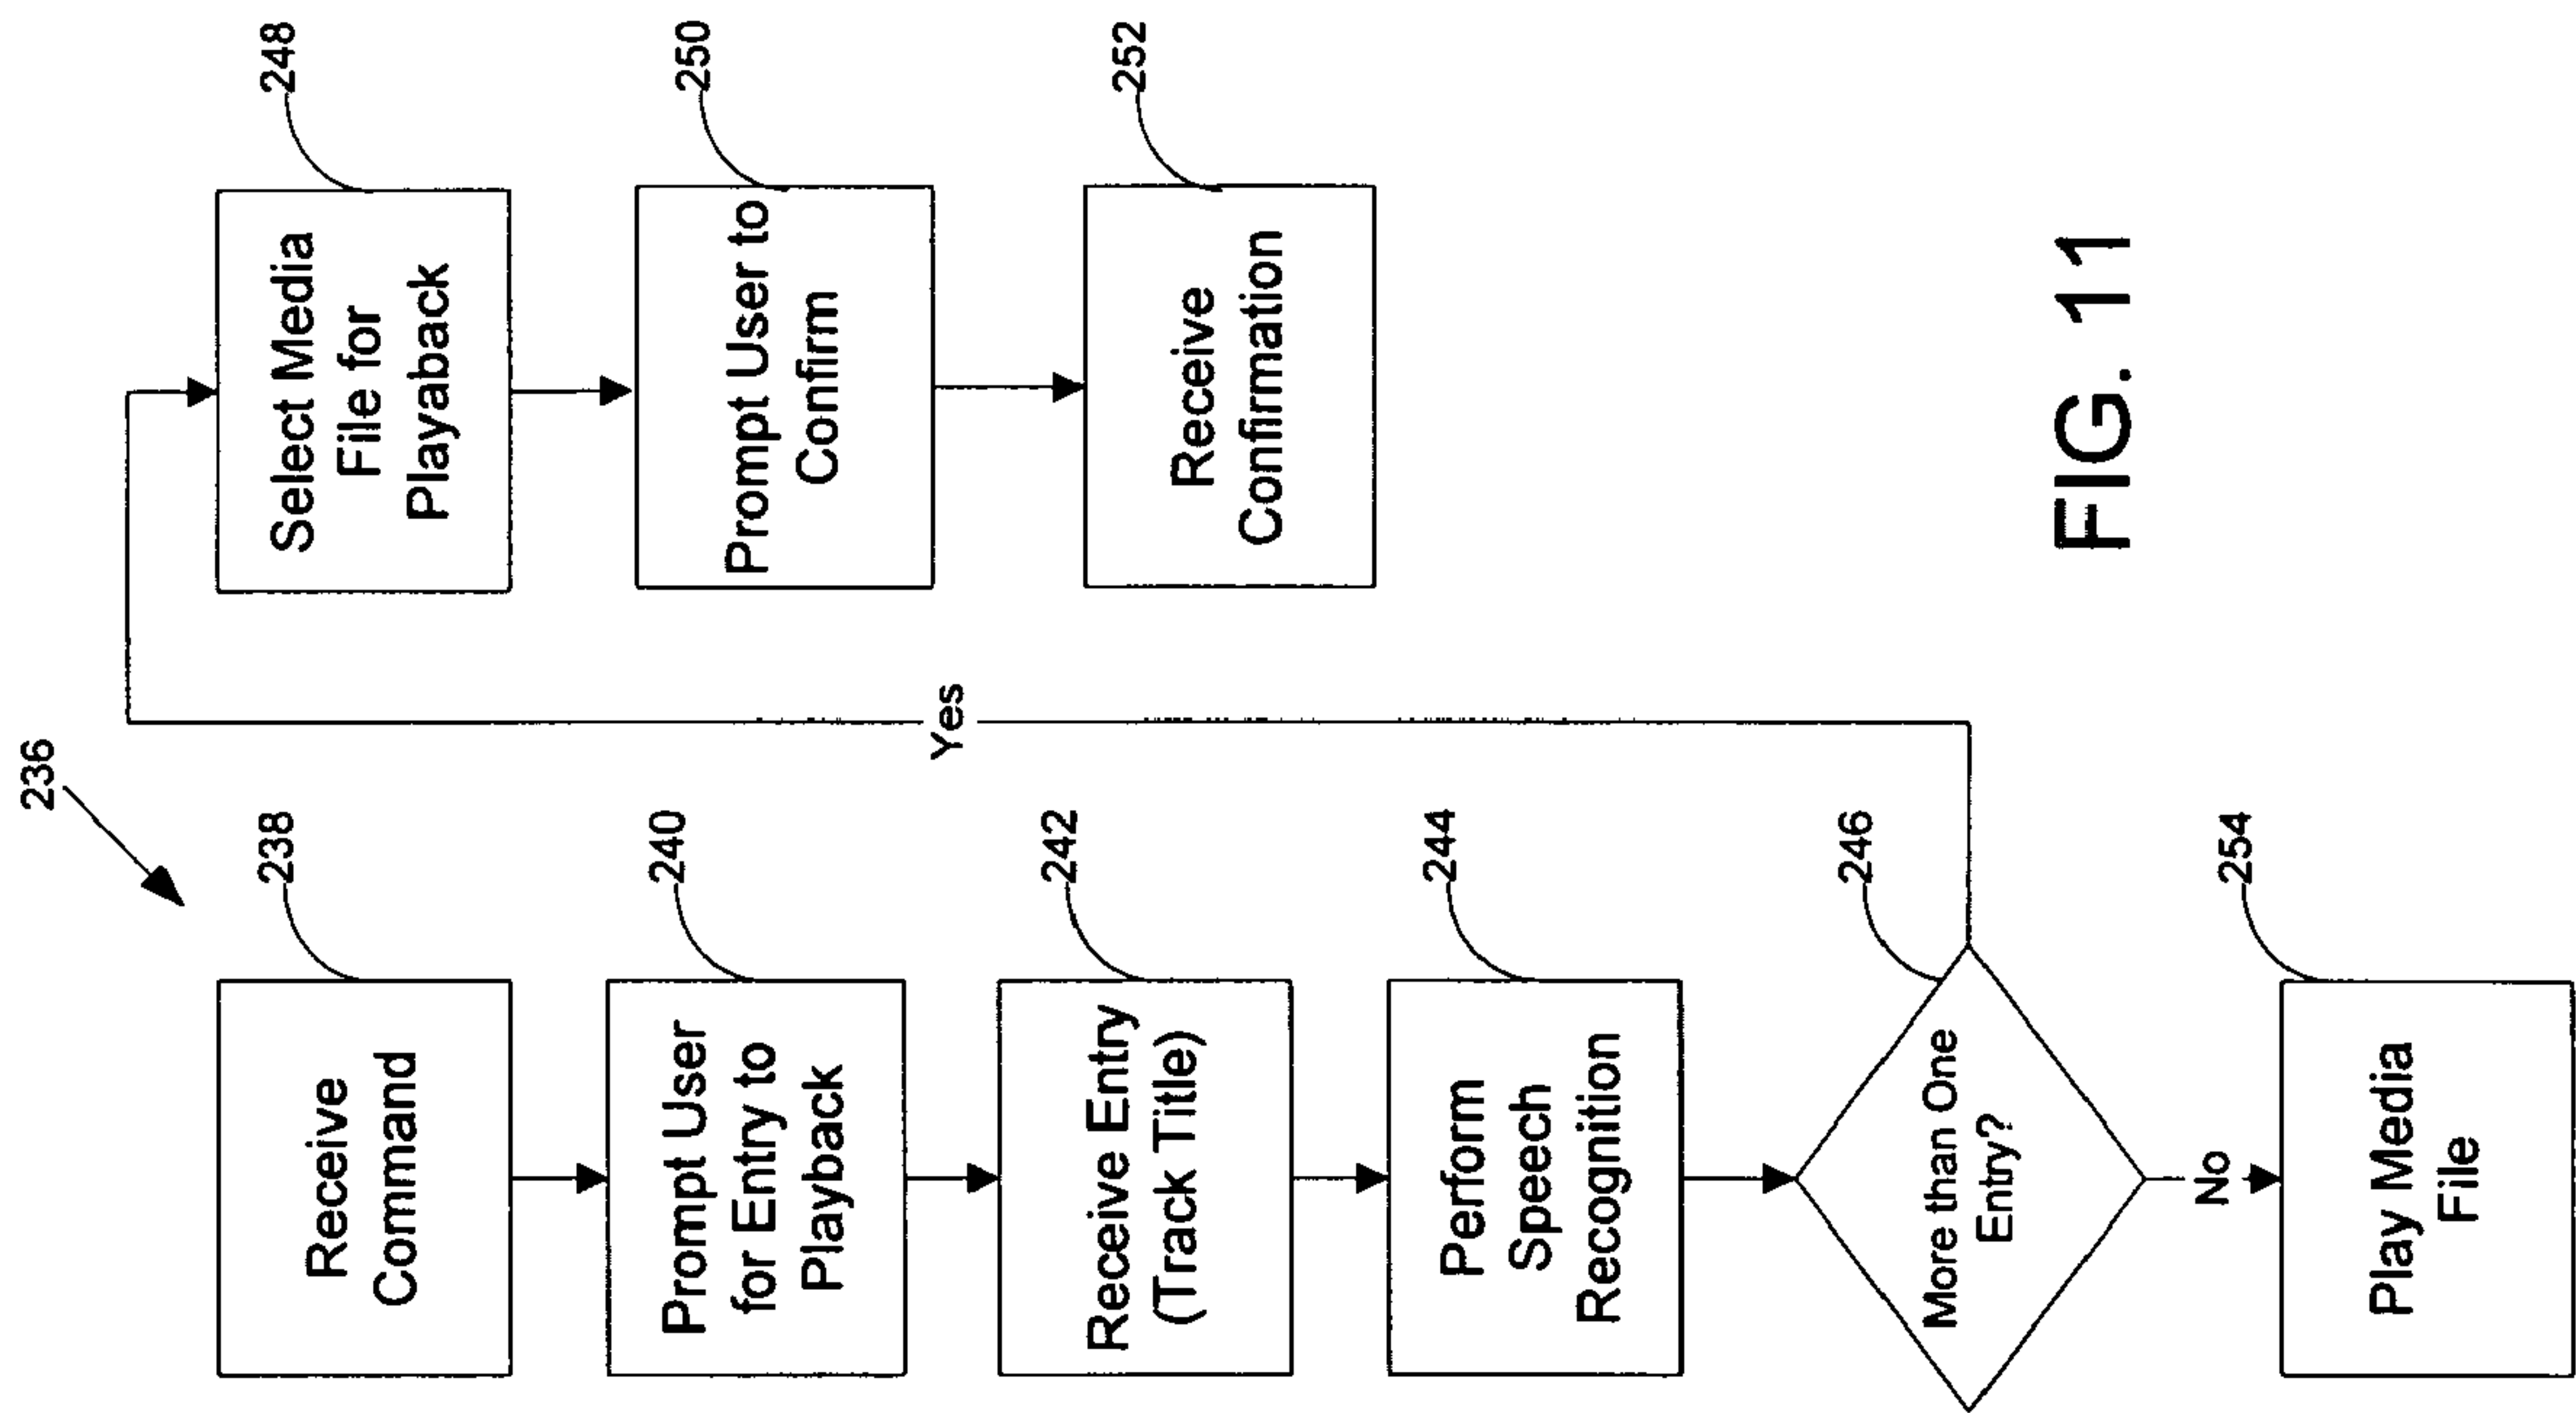 236
238
Receive
Command
240
Prompt User
for Entry to
Playback
242
Receive Entry
(Track Title)
244
Perform
Speech
Recognition
246
More than One
Entry?
Yes
No
254
Play Media
File
248
Select Media
File for
Playaback
250
Prompt User to
Confirm
252
Receive
Confirmation
FIG. 11